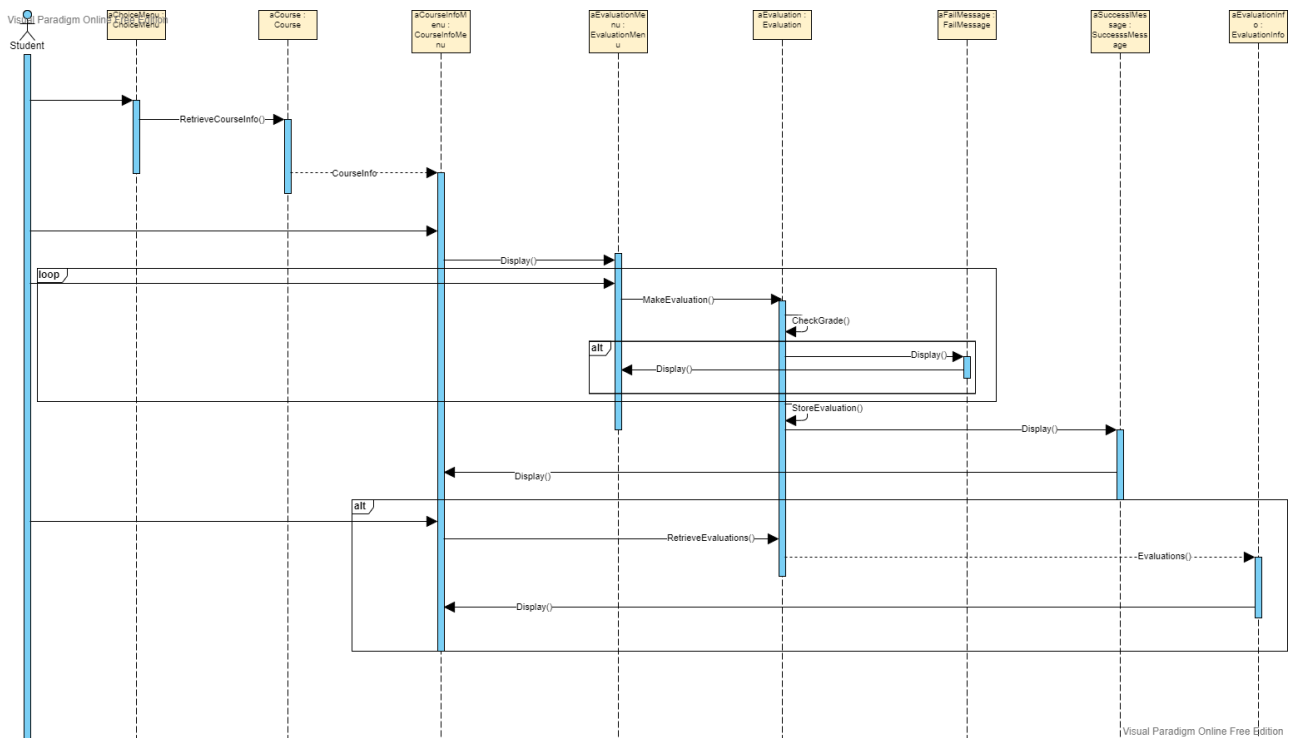 Visual Paradigm Online Free Edition
aChoiceMenu :
ChoiceMenu
aCourse :
Course
aCourseInfoM
enu :
CourseInfoMe
nu
aEvaluationMe
nu :
EvaluationMen
u
aEvaluation :
Evaluation
aFailMessage :
FailMessage
aSuccessMes
sage :
SuccesssMess
age
aEvaluationInf
o :
EvaluationInfo
Student
RetrieveCourseInfo()
CourseInfo
Display()
loop
MakeEvaluation()
CheckGrade()
alt
Display()
Display()
StoreEvaluation()
Display()
Display()
alt
RetrieveEvaluations()
Evaluations()
Display()
Visual Paradigm Online Free Edition